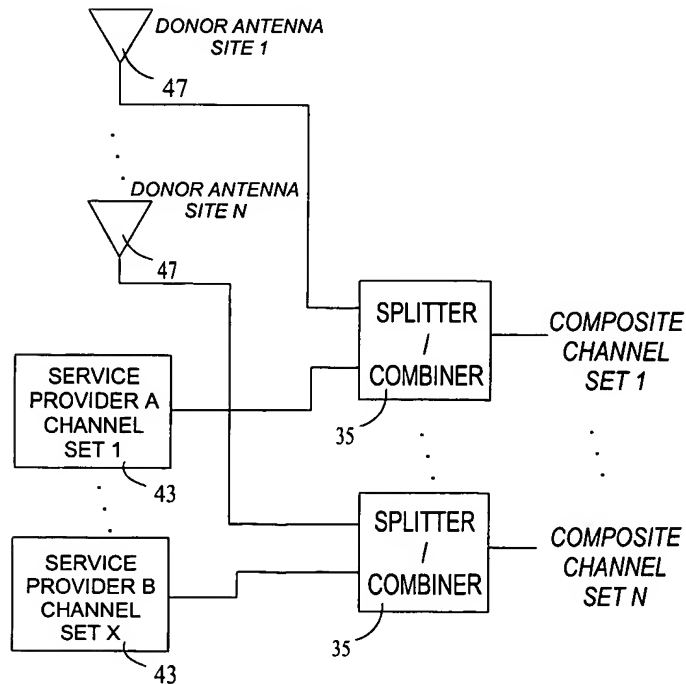 DONOR ANTENNA
SITE 1
47
DONOR ANTENNA
SITE N
47
SPLITTER
/
COMBINER
35
COMPOSITE
CHANNEL
SET 1
SERVICE
PROVIDER A
CHANNEL
SET 1
43
SPLITTER
/
COMBINER
35
COMPOSITE
CHANNEL
SET N
SERVICE
PROVIDER B
CHANNEL
SET X
43